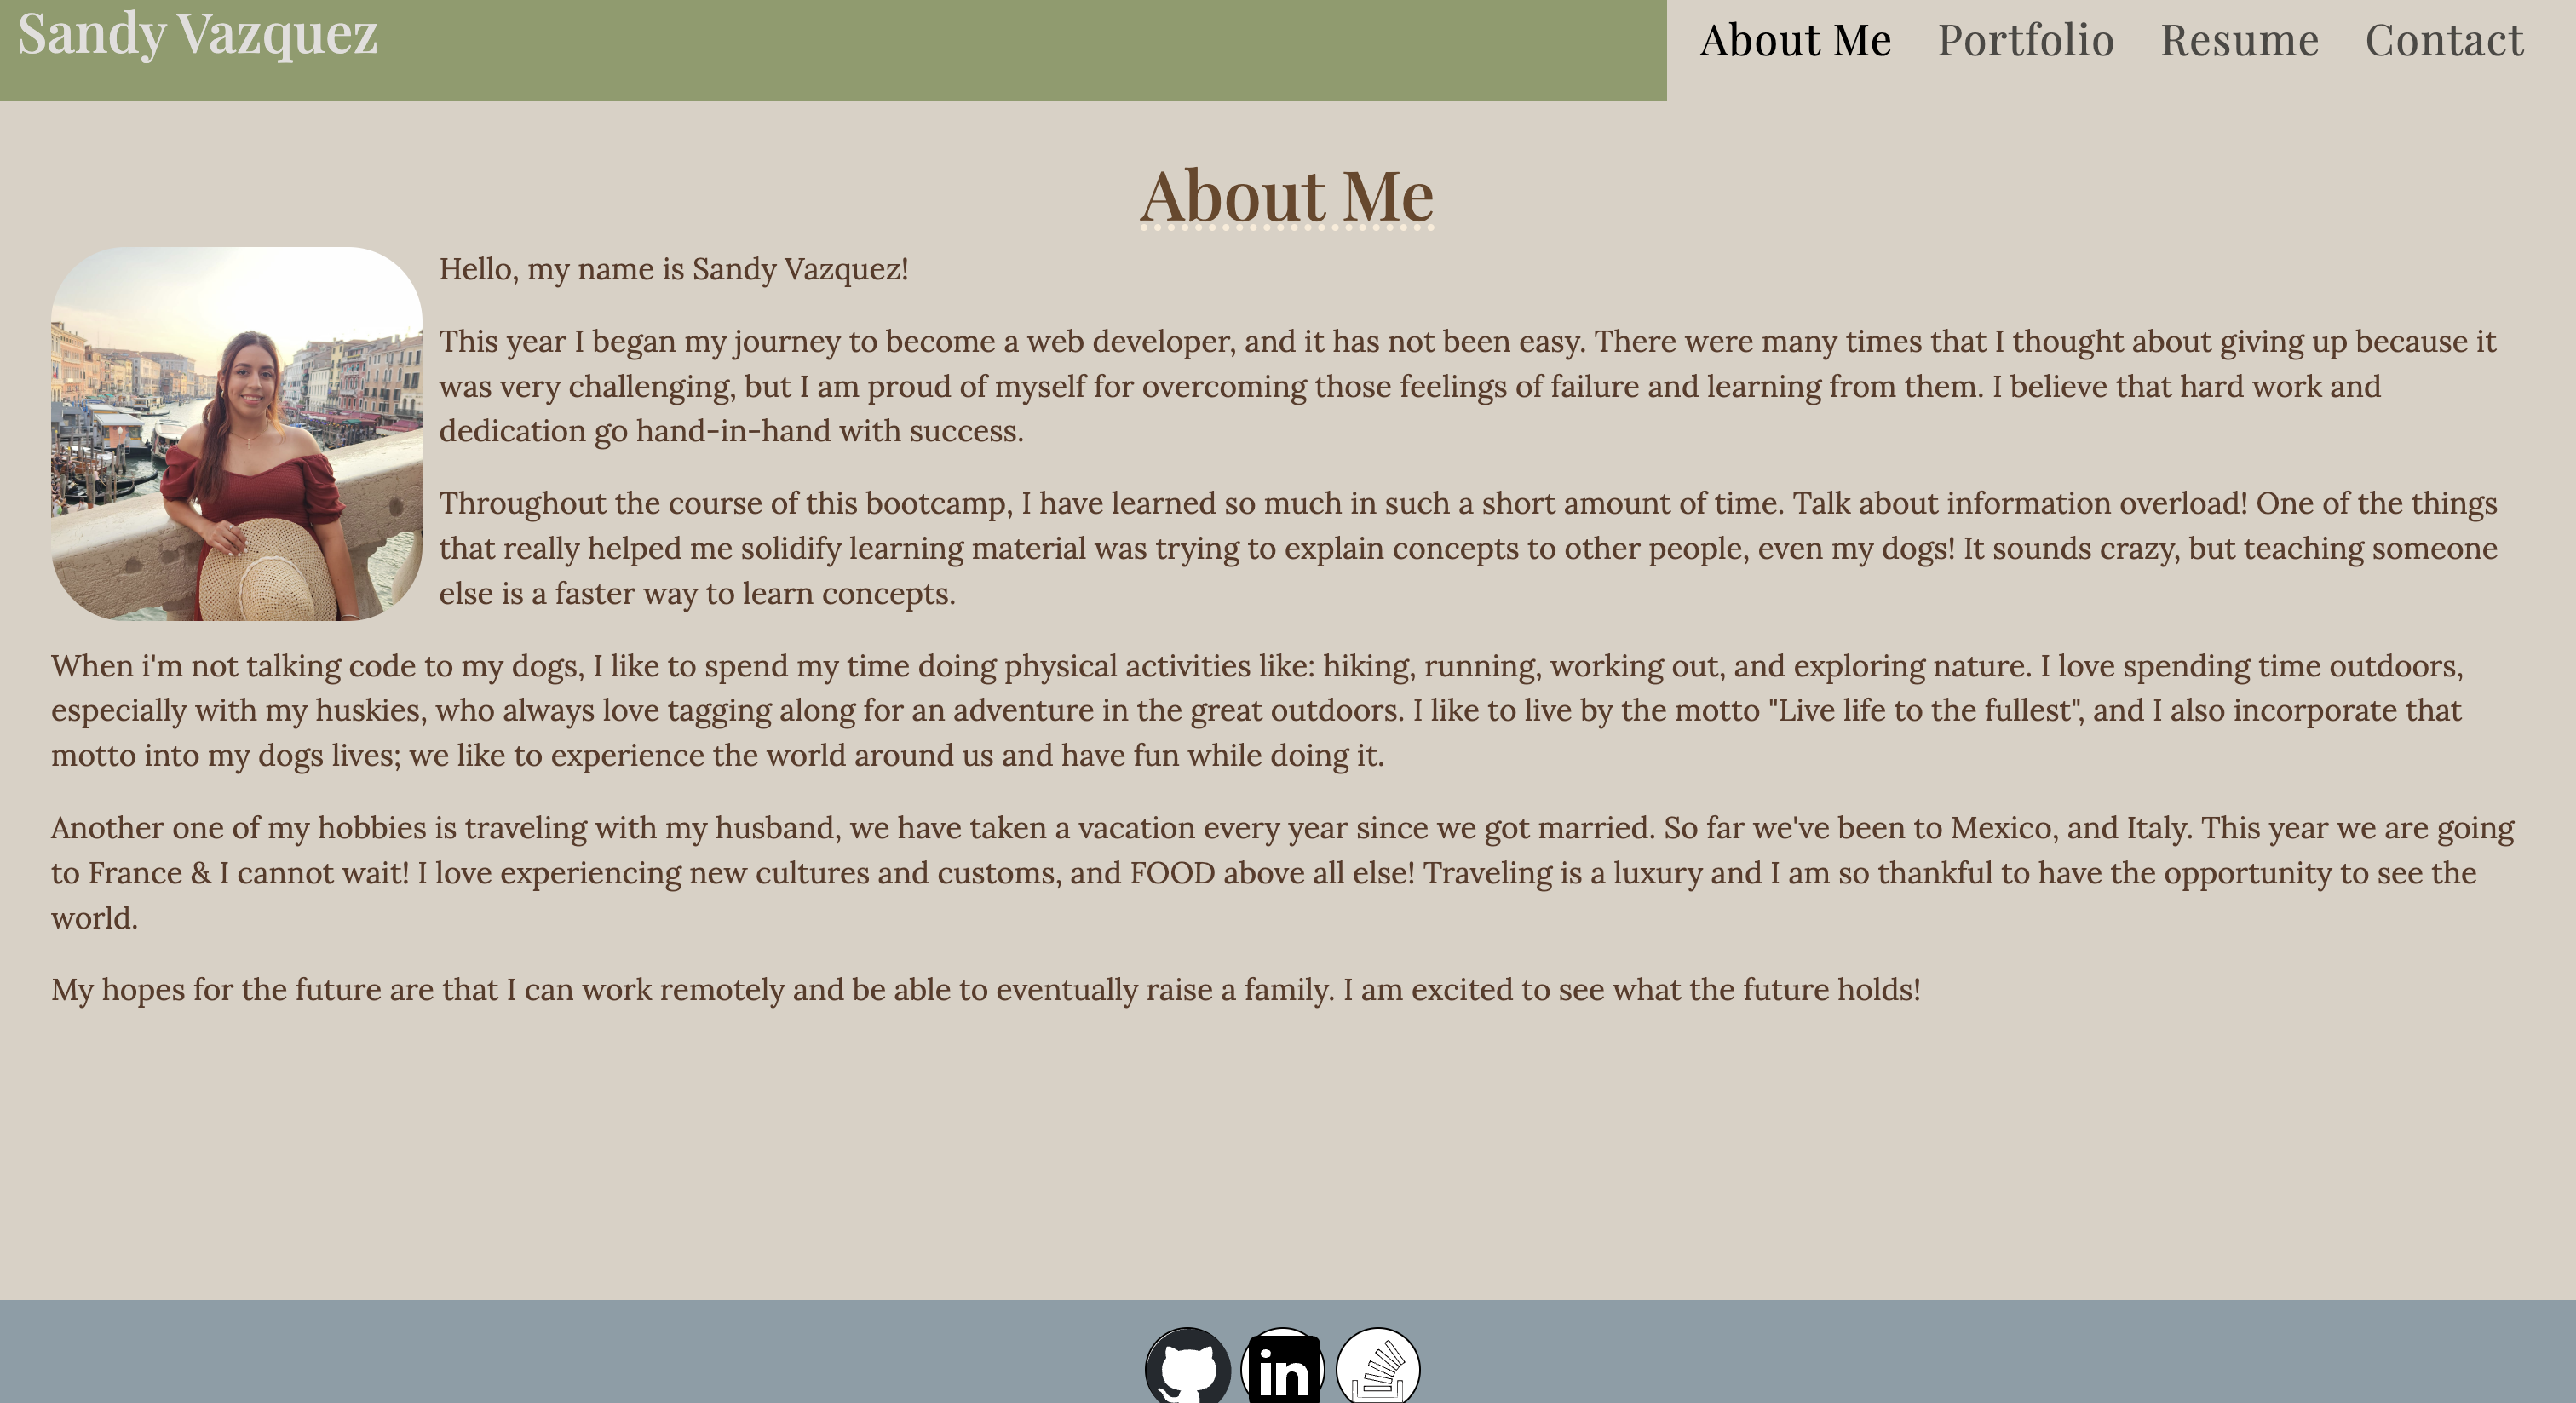 Sandy Vazquez
About Me Portfolio Resume Contact
About Me
Hello, my name is Sandy Vazquez!
This year I began my journey to become a web developer, and it has not been easy. There were many times that I thought about giving up because it
was very challenging, but I am proud of myself for overcoming those feelings of failure and learning from them. I believe that hard work and
dedication go hand-in-hand with success.
Throughout the course of this bootcamp, I have learned so much in such a short amount of time. Talk about information overload! One of the things
that really helped me solidify learning material was trying to explain concepts to other people, even my dogs! It sounds crazy, but teaching someone
else is a faster way to learn concepts.
When i'm not talking code to my dogs, I like to spend my time doing physical activities like: hiking, running, working out, and exploring nature. I love spending time outdoors,
especially with my huskies, who always love tagging along for an adventure in the great outdoors. I like to live by the motto "Live life to the fullest", and I also incorporate that
motto into my dogs lives; we like to experience the world around us and have fun while doing it.
Another one of my hobbies is traveling with my husband, we have taken a vacation every year since we got married. So far we've been to Mexico, and Italy. This year we are going
to France & I cannot wait! I love experiencing new cultures and customs, and FOOD above all else! Traveling is a luxury and I am so thankful to have the opportunity to see the
world.
My hopes for the future are that I can work remotely and be able to eventually raise a family. I am excited to see what the future holds!
in